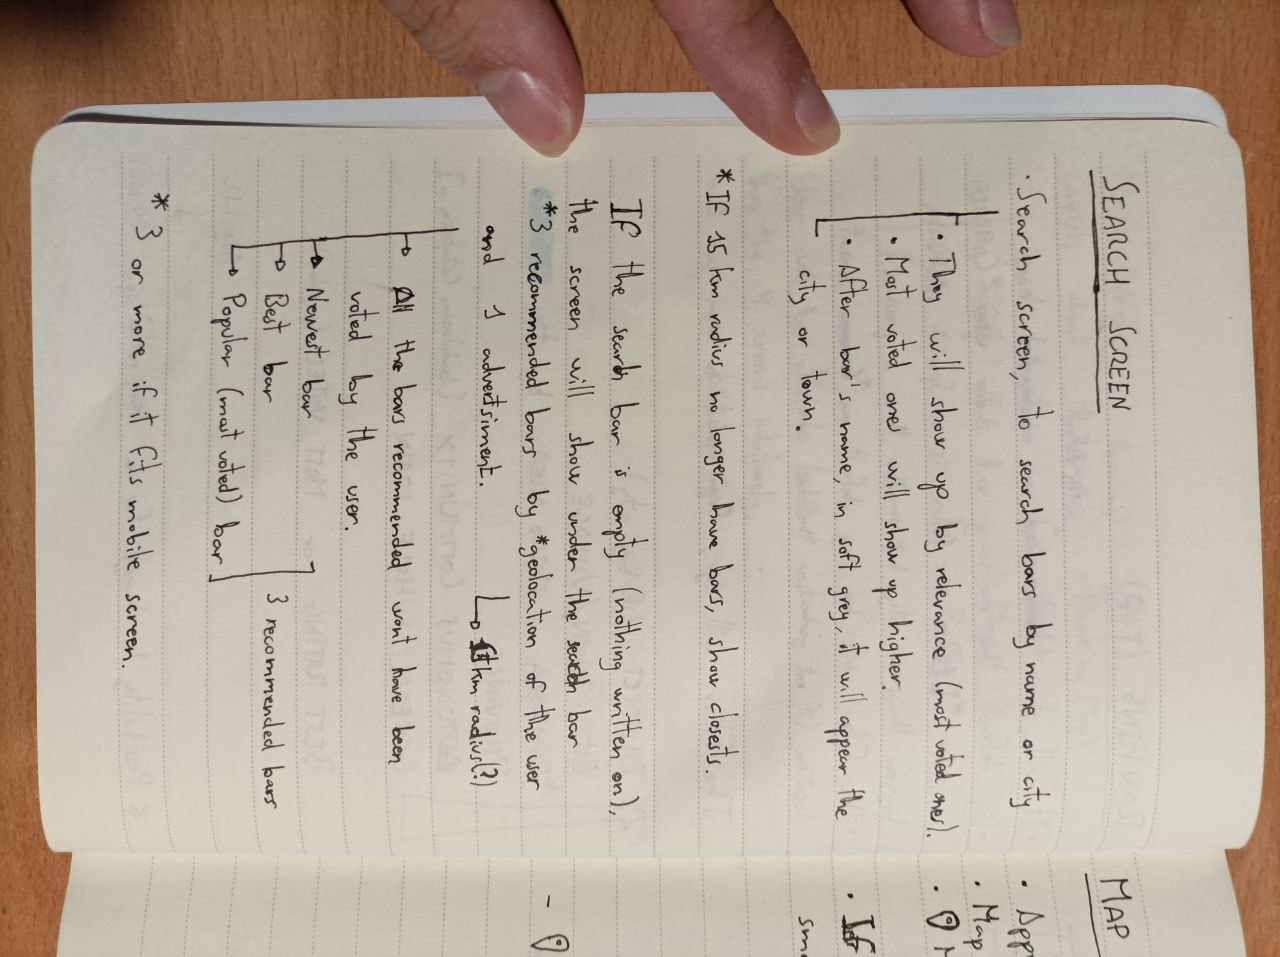 SEARCH SCREEN
· Search screen, to search bars by name or city
· They will show up by relevance (most voted ones).
· Most voted ones will show up higher.
· After bar's name, in soft grey, it will appear the
city or town.
* IF 15 km radius no longer have bars, show closests.
IF the search bar is empty (nothing written on),
the screen will show under the search bar
*3 recommended bars by *geolocation of the user
and 1 advertisment.
km radius(?)
All the bars recommended wont have been
voted by the user.
Newest bar
Best bar
Popular (most voted) bar
3 recommended bars
* 3 or more if it fits mobile screen.
MAP
· App
· Map
·
· If
-